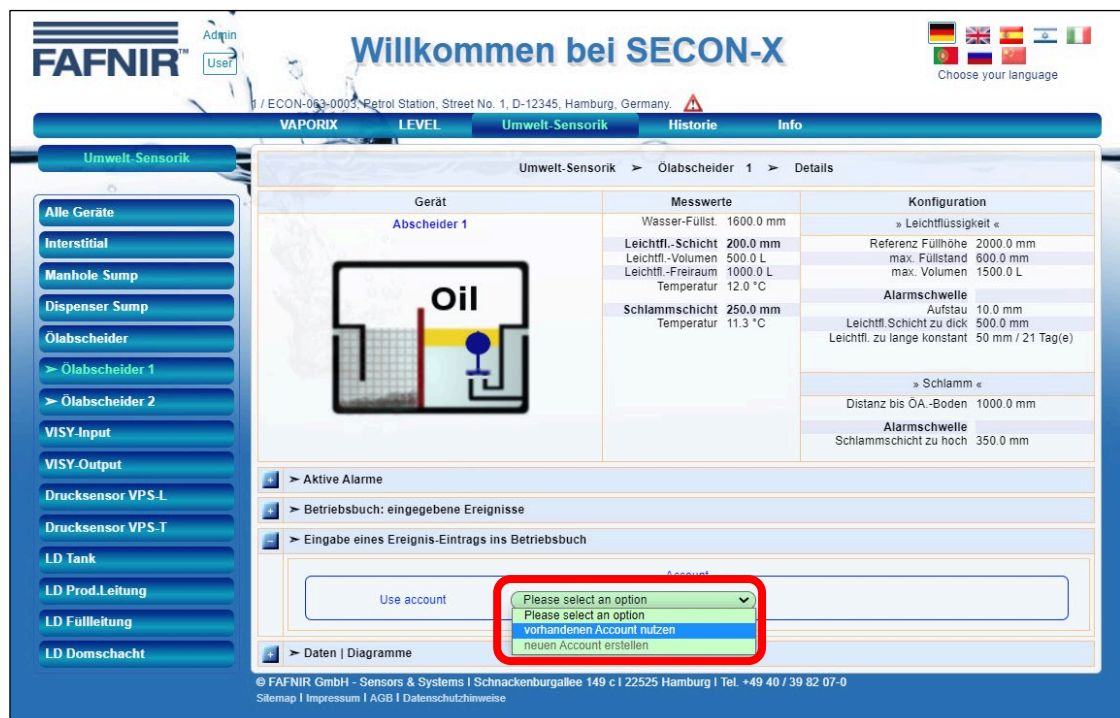 FAFNIR™
Admin
User
Willkommen bei SECON-X
Choose your language
1 / ECON-063-0003, Petrol Station, Street No. 1, D-12345, Hamburg, Germany.
VAPORIX LEVEL Umwelt-Sensorik Historie Info
Umwelt-Sensorik
Alle Geräte
Interstitial
Manhole Sump
Dispenser Sump
Ölabscheider
➤ Ölabscheider 1
➤ Ölabscheider 2
VISY-Input
VISY-Output
Drucksensor VPS-L
Drucksensor VPS-T
LD Tank
LD Prod.Leitung
LD Füllleitung
LD Domschacht
Umwelt-Sensorik ➤ Ölabscheider 1 ➤ Details
Gerät
Abscheider 1
Oil
Messwerte
Wasser-Füllst. 1600.0 mm
Leichtfl.-Schicht 200.0 mm
Leichtfl.-Volumen 500.0 L
Leichtfl.-Freiraum 1000.0 L
Temperatur 12.0 °C
Schlammschicht 250.0 mm
Temperatur 11.3 °C
Konfiguration
» Leichtflüssigkeit «
Referenz Füllhöhe 2000.0 mm
max. Füllstand 600.0 mm
max. Volumen 1500.0 L
Alarmschwelle
Aufstau 10.0 mm
Leichtfl.Schicht zu dick 500.0 mm
Leichtfl. zu lange konstant 50 mm / 21 Tag(e)
» Schlamm «
Distanz bis ÖA.-Boden 1000.0 mm
Alarmschwelle
Schlammschicht zu hoch 350.0 mm
+ ➤ Aktive Alarme
+ ➤ Betriebsbuch: eingegebene Ereignisse
- ➤ Eingabe eines Ereignis-Eintrags ins Betriebsbuch
Account
Use account Please select an option
Please select an option
vorhandenen Account nutzen
neuen Account erstellen
+ ➤ Daten | Diagramme
© FAFNIR GmbH - Sensors & Systems I Schnackenburgallee 149 c I 22525 Hamburg I Tel. +49 40 / 39 82 07-0
Sitemap I Impressum I AGB I Datenschutzhinweise